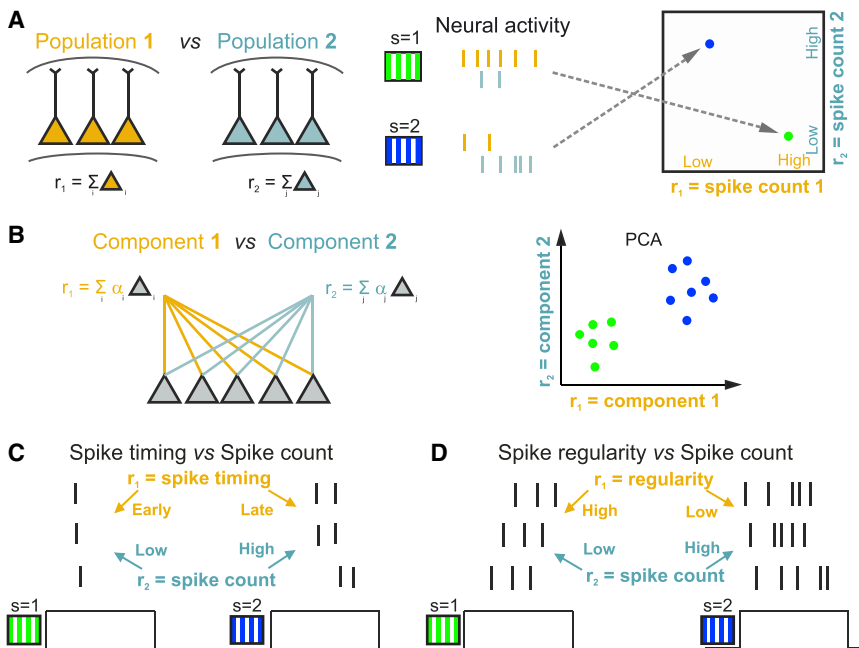 A
Population 1 vs Population 2
r₁ = Σᵢ ᵢ
r₂ = Σⱼ ⱼ
Neural activity
s=1
s=2
High
Low
r₂ = spike count 2
Low High
r₁ = spike count 1
B
Component 1 vs Component 2
r₁ = Σᵢ αᵢ ᵢ
r₂ = Σⱼ αⱼ ⱼ
PCA
r₂ = component 2
r₁ = component 1
C
Spike timing vs Spike count
r₁ = spike timing
Early Late
Low High
r₂ = spike count
s=1
s=2
D
Spike regularity vs Spike count
r₁ = regularity
High Low
Low High
r₂ = spike count
s=1
s=2